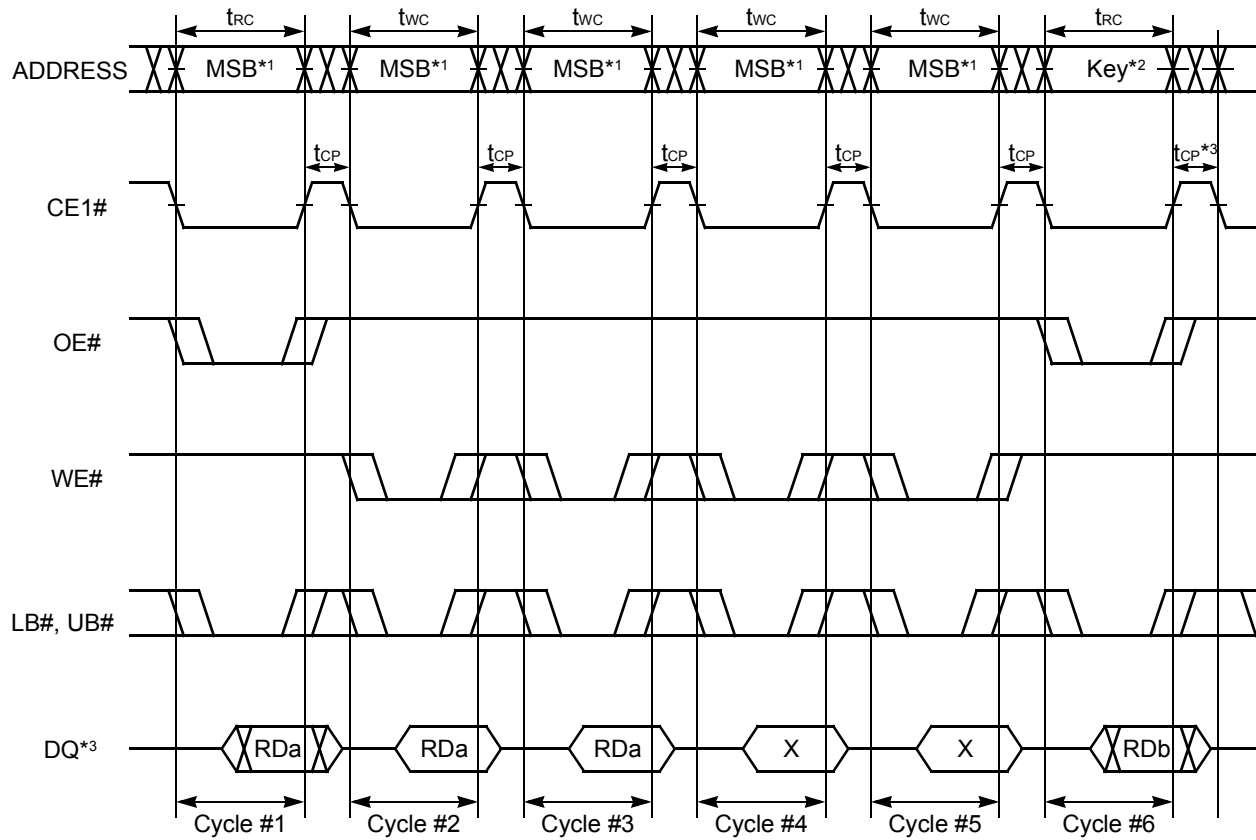 tRC tWC tWC tWC tWC tRC
ADDRESS MSB*1 MSB*1 MSB*1 MSB*1 MSB*1 Key*2
tCP tCP tCP tCP tCP tCP*3
CE1#
OE#
WE#
LB#, UB#
DQ*3 RDa RDa RDa X X RDb
Cycle #1 Cycle #2 Cycle #3 Cycle #4 Cycle #5 Cycle #6